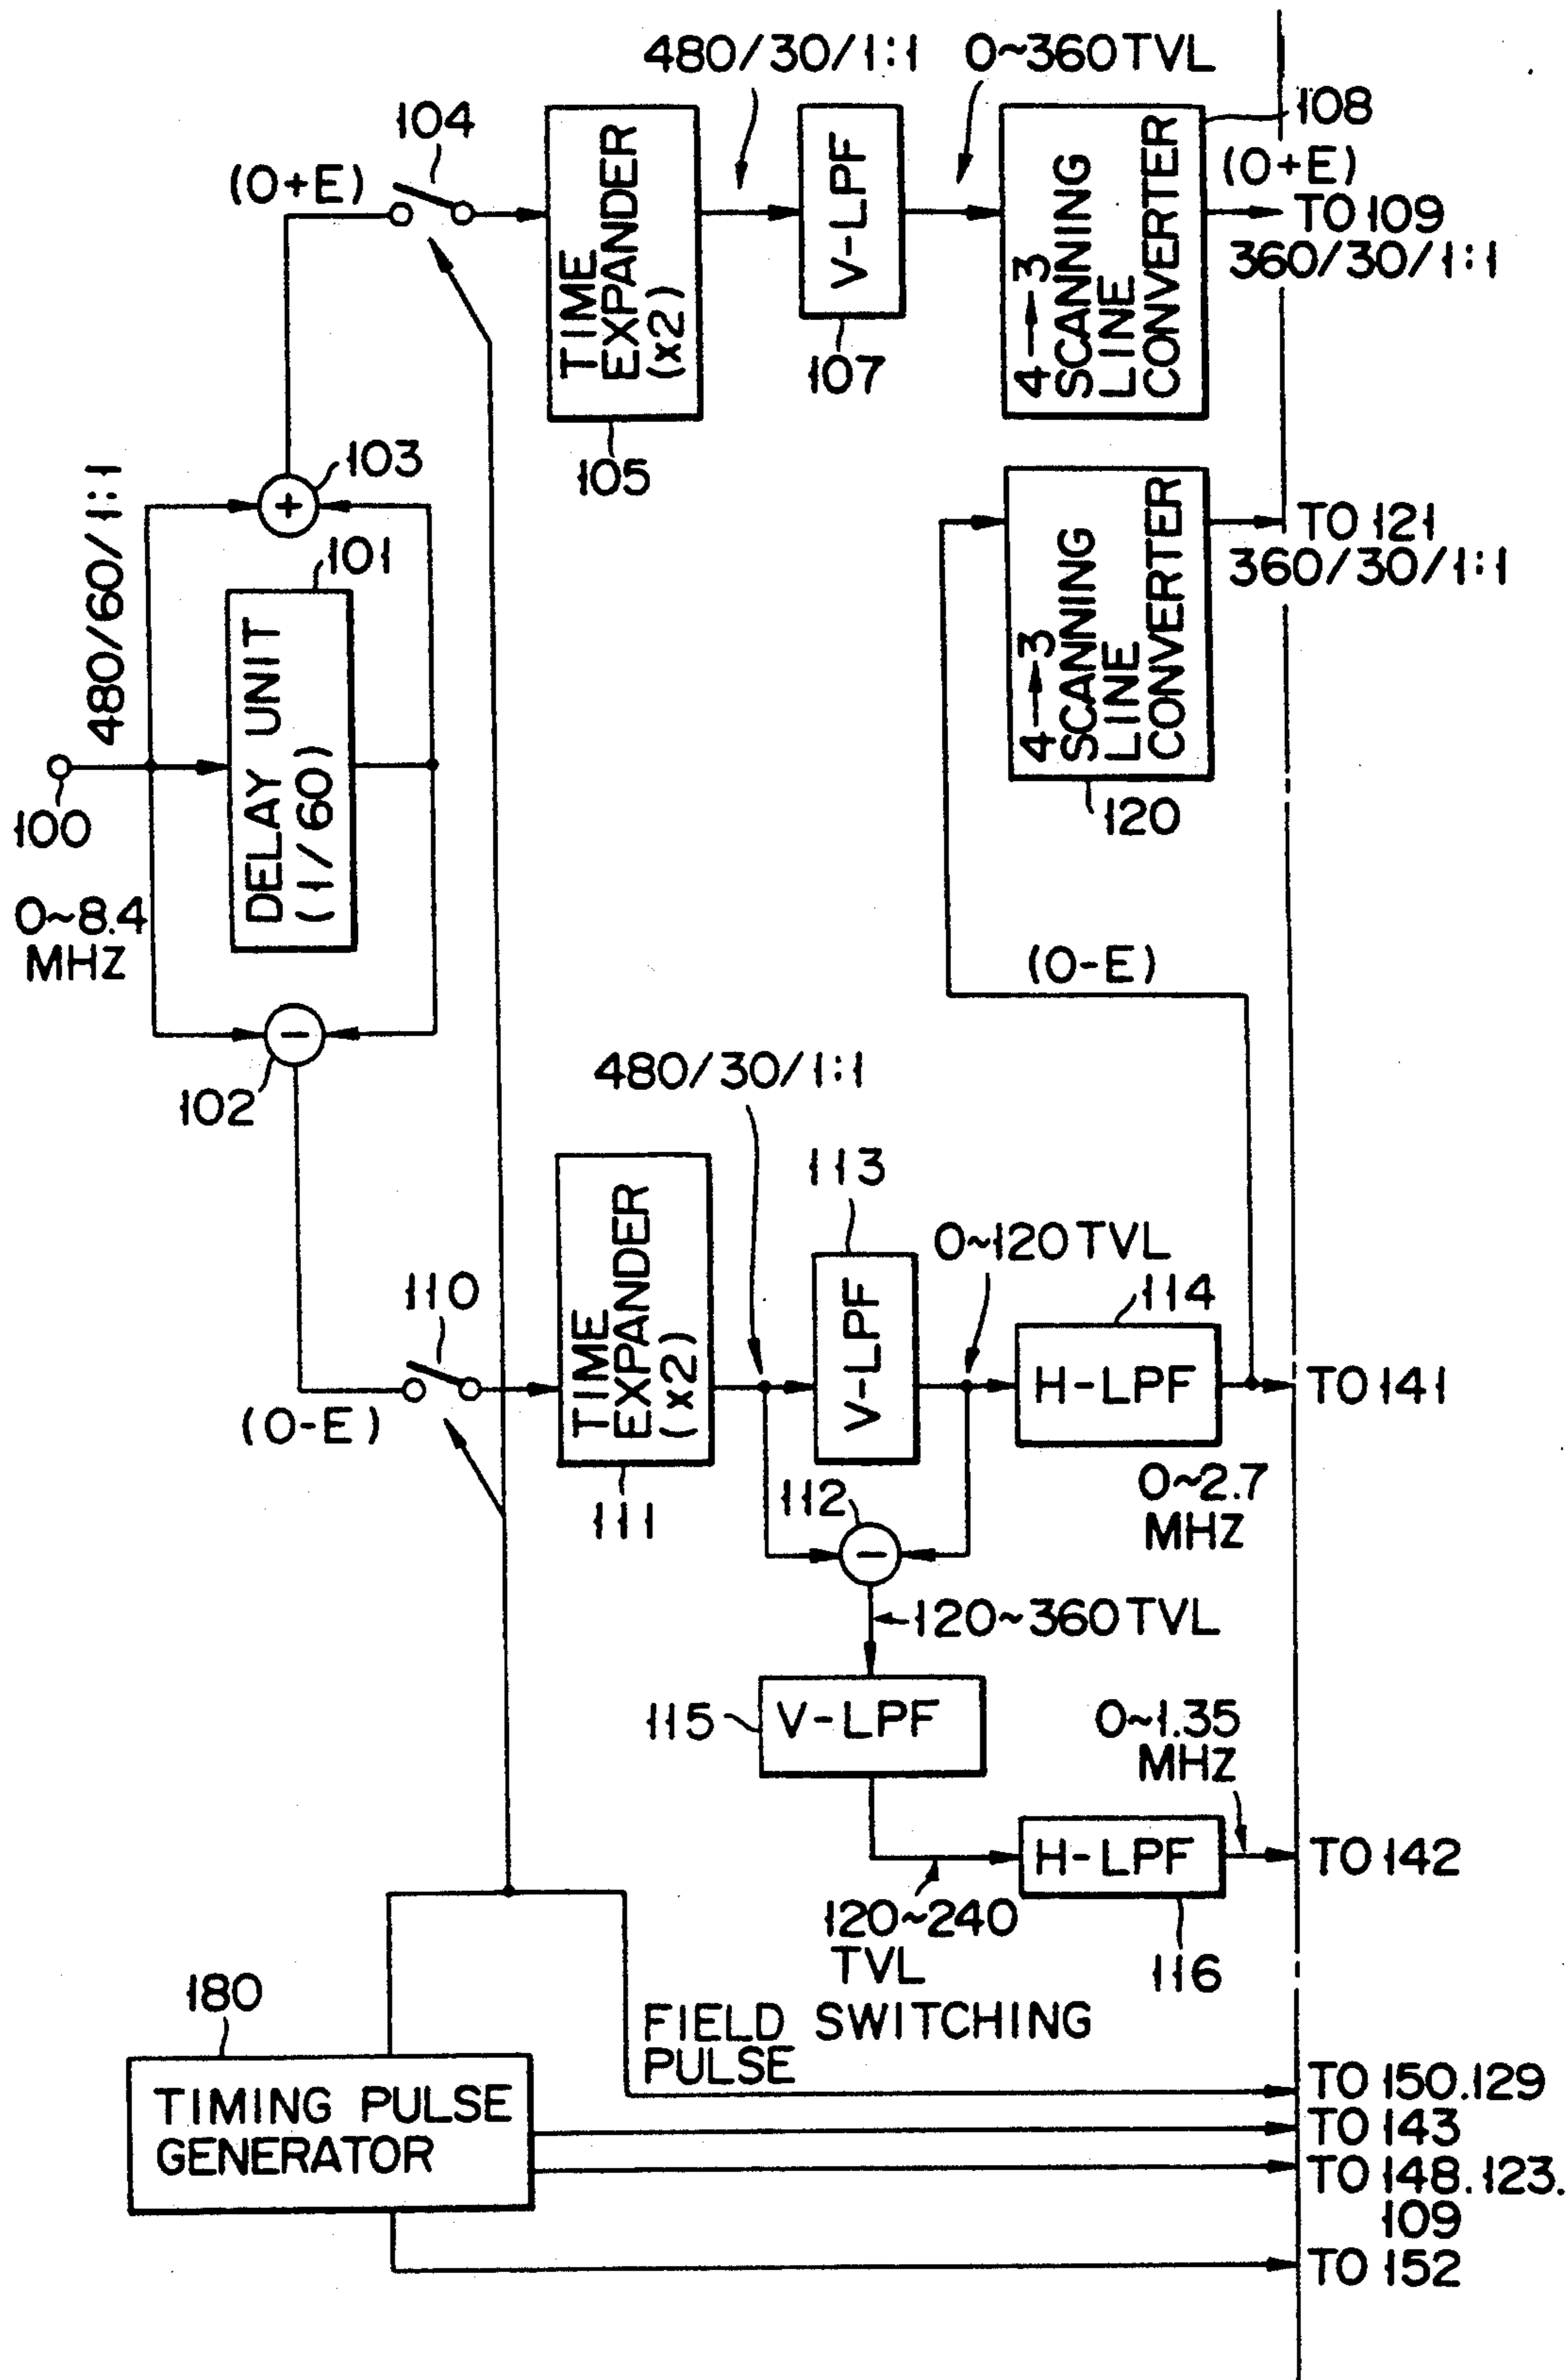 480/30/1:1
0~360TVL
108
104
(O+E)
TIME
EXPANDER
(x2)
V-LPF
4→3
SCANNING
LINE
CONVERTER
(O+E)
TO 109
360/30/1:1
107
105
103
480/60/1:1
101
DELAY UNIT
(1/60)
100
0~8.4
MHZ
102
4→3
SCANNING
LINE
CONVERTER
TO 121
360/30/1:1
120
(O-E)
480/30/1:1
113
0~120TVL
114
110
(O-E)
TIME
EXPANDER
(x2)
V-LPF
H-LPF
TO 141
111
112
0~2.7
MHZ
120~360TVL
115
V-LPF
0~1.35
MHZ
H-LPF
TO 142
120~240
TVL
116
180
FIELD SWITCHING
PULSE
TIMING PULSE
GENERATOR
TO 150.129
TO 143
TO 148.123.
109
TO 152